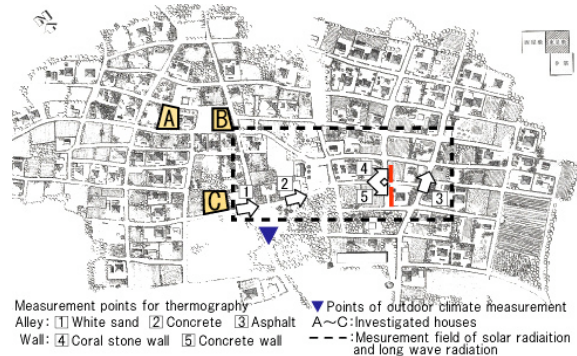 A
B
C
1
2
3
4
5
Measurement points for thermography
Alley: 1 White sand 2 Concrete 3 Asphalt
Wall: 4 Coral stone wall 5 Concrete wall
▼Points of outdoor climate measurement
A～C: Investigated houses
Mesurement field of solar radiaition
and long wave radiation